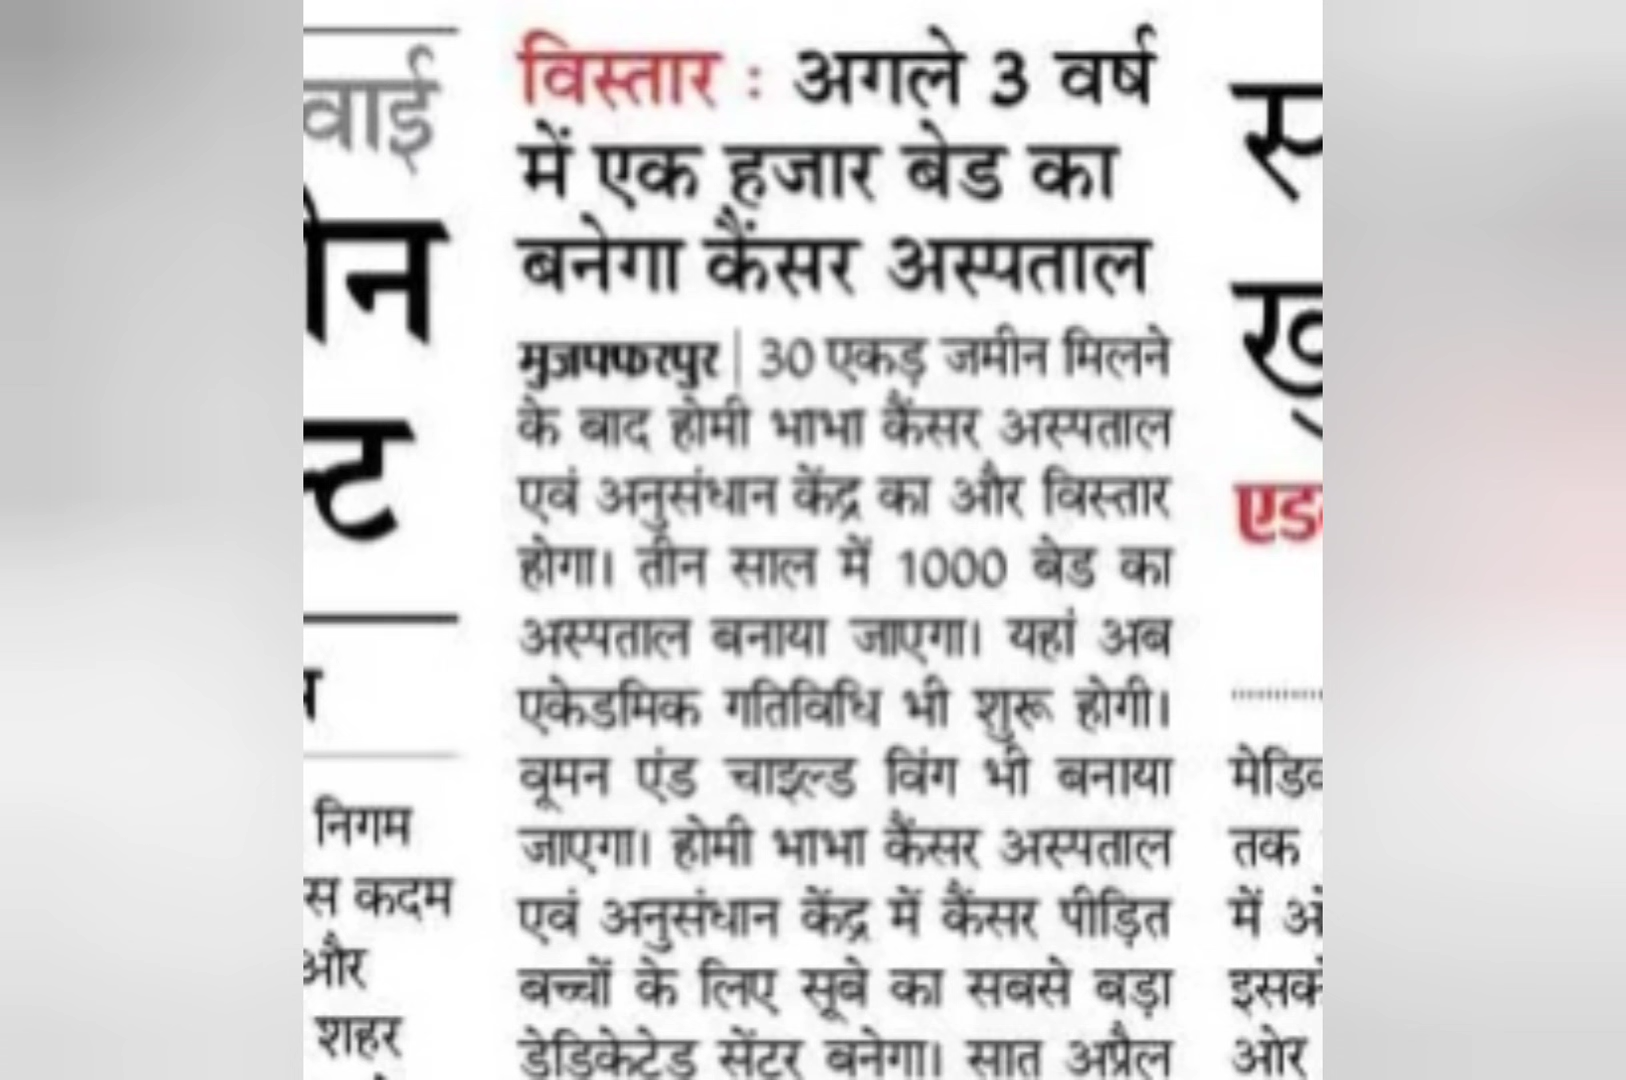 वाई
न
ट
निगम
स कदम
और
शहर
विस्तार : अगले 3 वर्ष
में एक हजार बेड का
बनेगा कैंसर अस्पताल
मुजफ्फरपुर | 30 एकड़ जमीन मिलने
के बाद होमी भाभा कैंसर अस्पताल
एवं अनुसंधान केंद्र का और विस्तार
होगा। तीन साल में 1000 बेड का
अस्पताल बनाया जाएगा। यहां अब
एकेडमिक गतिविधि भी शुरू होगी।
वूमन एंड चाइल्ड विंग भी बनाया
जाएगा। होमी भाभा कैंसर अस्पताल
एवं अनुसंधान केंद्र में कैंसर पीड़ित
बच्चों के लिए सूबे का सबसे बड़ा
डेडिकेटेड सेंटर बनेगा। सात अप्रैल
एड
मेडि
तक
में
इसक
ओर